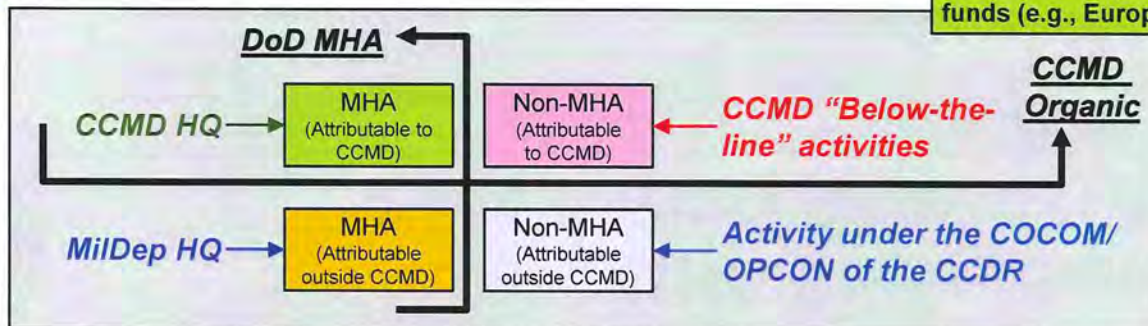 funds (e.g., Europ
DoD MHA
CCMD
Organic
CCMD HQ
MHA
(Attributable to
CCMD)
Non-MHA
(Attributable
to CCMD)
CCMD "Below-the-
line" activities
MilDep HQ
MHA
(Attributable
outside CCMD)
Non-MHA
(Attributable
outside CCMD)
Activity under the COCOM/
OPCON of the CCDR